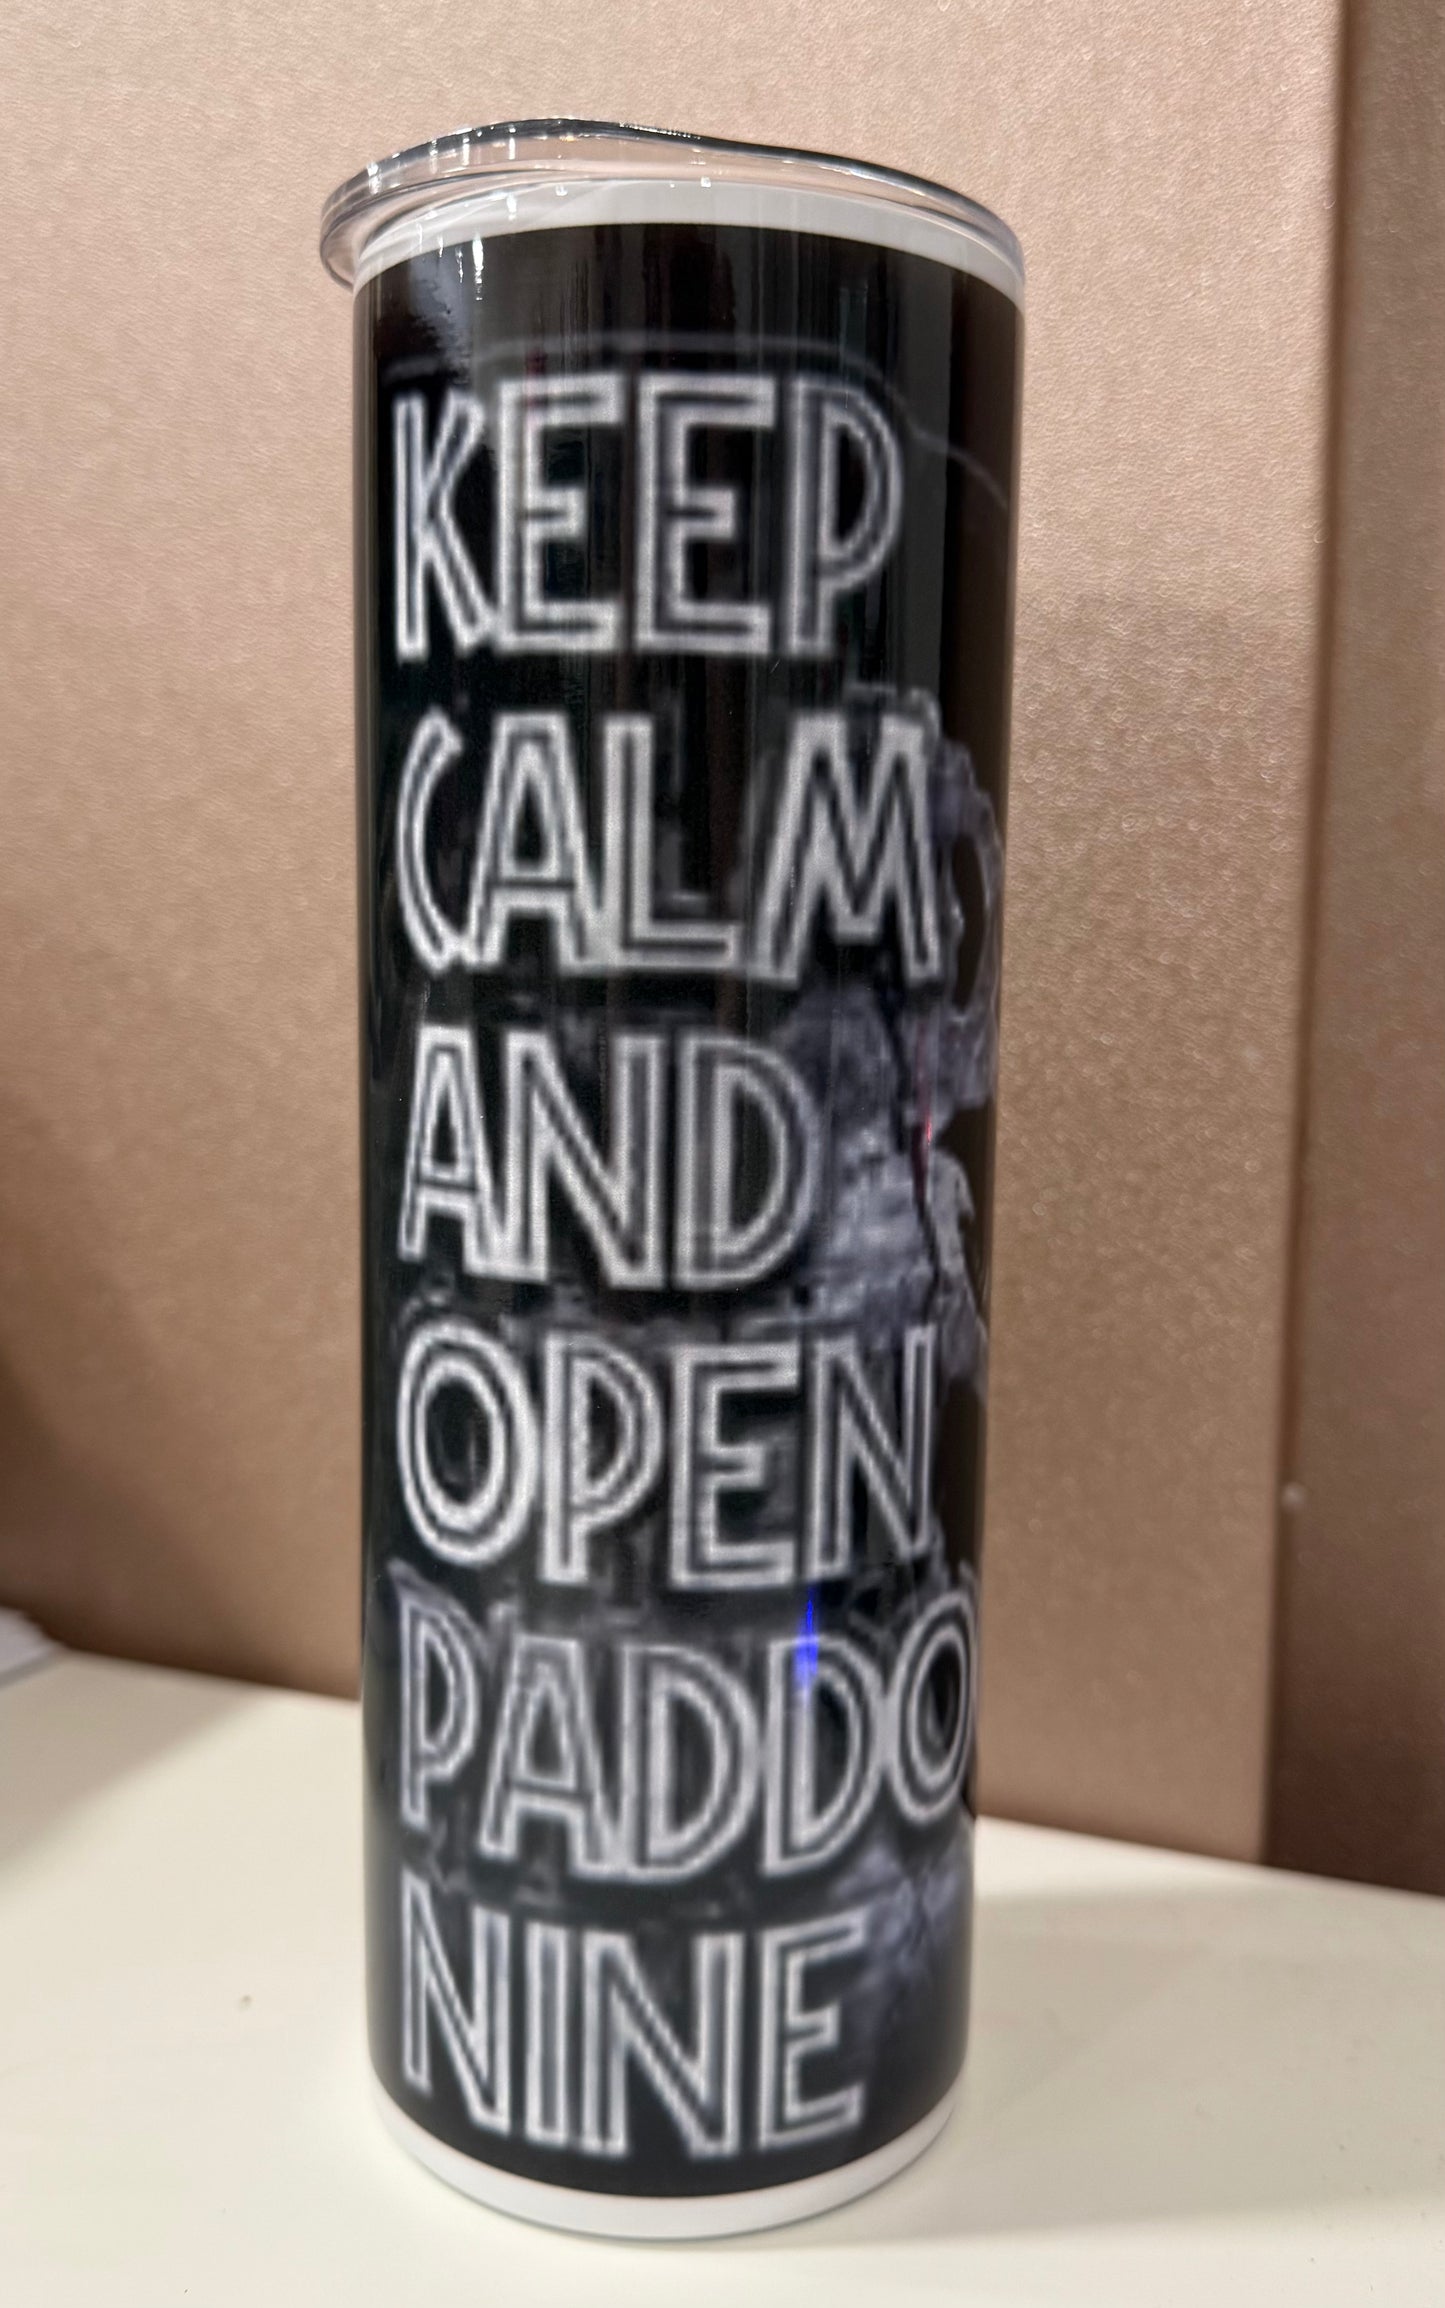 KEEP
CALM
AND
OPEN
PADDO
NINE